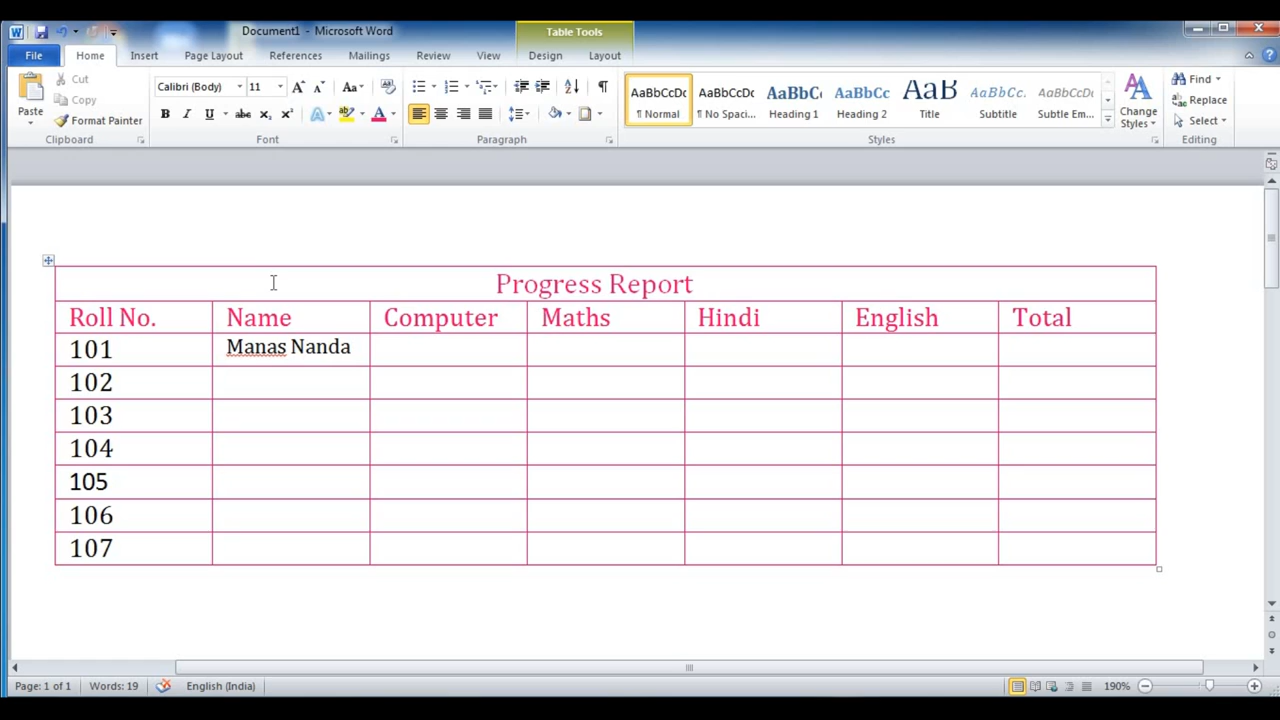 Document1 - Microsoft Word
Table Tools
File Home Insert Page Layout References Mailings Review View Design Layout
Paste
Cut
Copy
Format Painter
Clipboard
Calibri (Body) 11
Font
Paragraph
AaBbCcDc
¶ Normal
AaBbCcDc
¶ No Spaci...
AaBbC
Heading 1
AaBbCc
Heading 2
AaB
Title
AaBbCc.
Subtitle
AaBbCcDc
Subtle Em...
Change Styles
Styles
Find
Replace
Select
Editing
Progress Report
Roll No. Name Computer Maths Hindi English Total
101 Manas Nanda
102
103
104
105
106
107
Page: 1 of 1 Words: 19 English (India) 190%